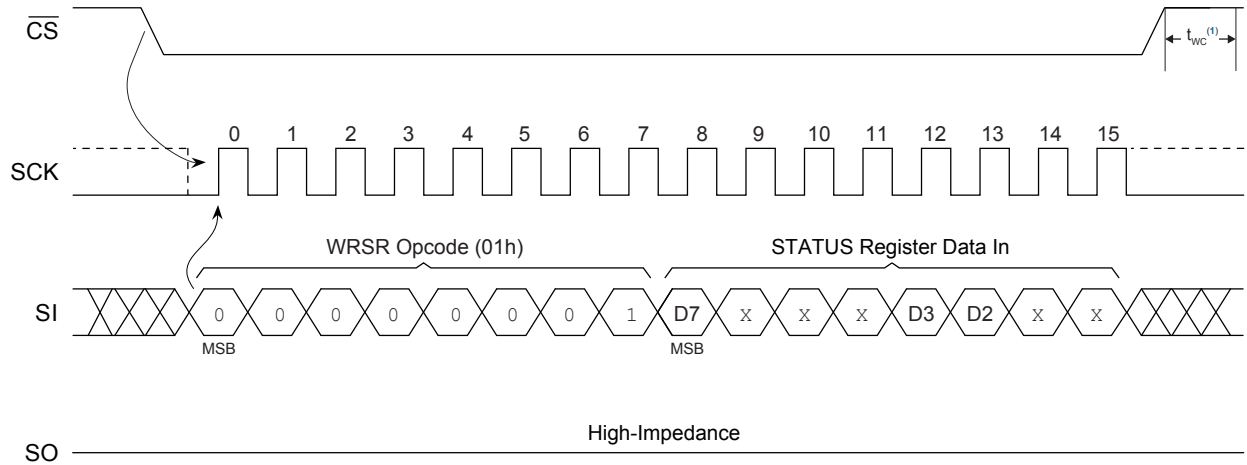 CS
tWC(1)
0 1 2 3 4 5 6 7 8 9 10 11 12 13 14 15
SCK
WRSR Opcode (01h) STATUS Register Data In
SI 0 0 0 0 0 0 0 1 D7 X X X D3 D2 X X
MSB MSB
High-Impedance
SO